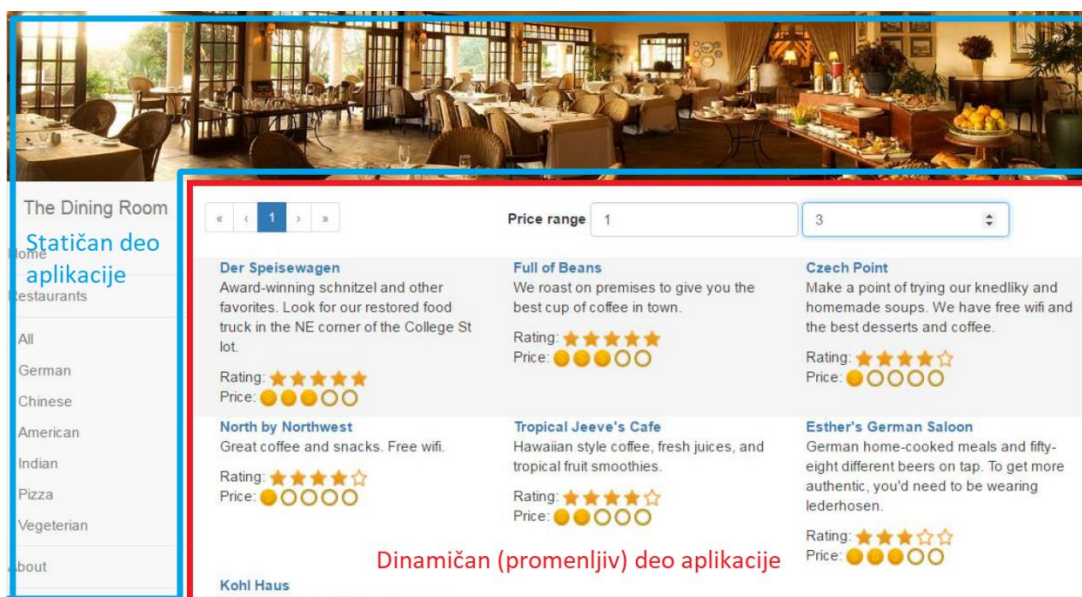 The Dining Room
Statičan deo
aplikacije
Home
Restaurants
All
German
Chinese
American
Indian
Pizza
Vegeterian
About
« ‹ 1 › »
Price range 1 3
Der Speisewagen
Award-winning schnitzel and other
favorites. Look for our restored food
truck in the NE corner of the College St
lot.
Rating:
Price:
Full of Beans
We roast on premises to give you the
best cup of coffee in town.
Rating:
Price:
Czech Point
Make a point of trying our knedlíky and
homemade soups. We have free wifi and
the best desserts and coffee.
Rating:
Price:
North by Northwest
Great coffee and snacks. Free wifi.
Rating:
Price:
Tropical Jeeve's Cafe
Hawaiian style coffee, fresh juices, and
tropical fruit smoothies.
Rating:
Price:
Esther's German Saloon
German home-cooked meals and fifty-
eight different beers on tap. To get more
authentic, you'd need to be wearing
lederhosen.
Rating:
Price:
Dinamičan (promenljiv) deo aplikacije
Kohl Haus